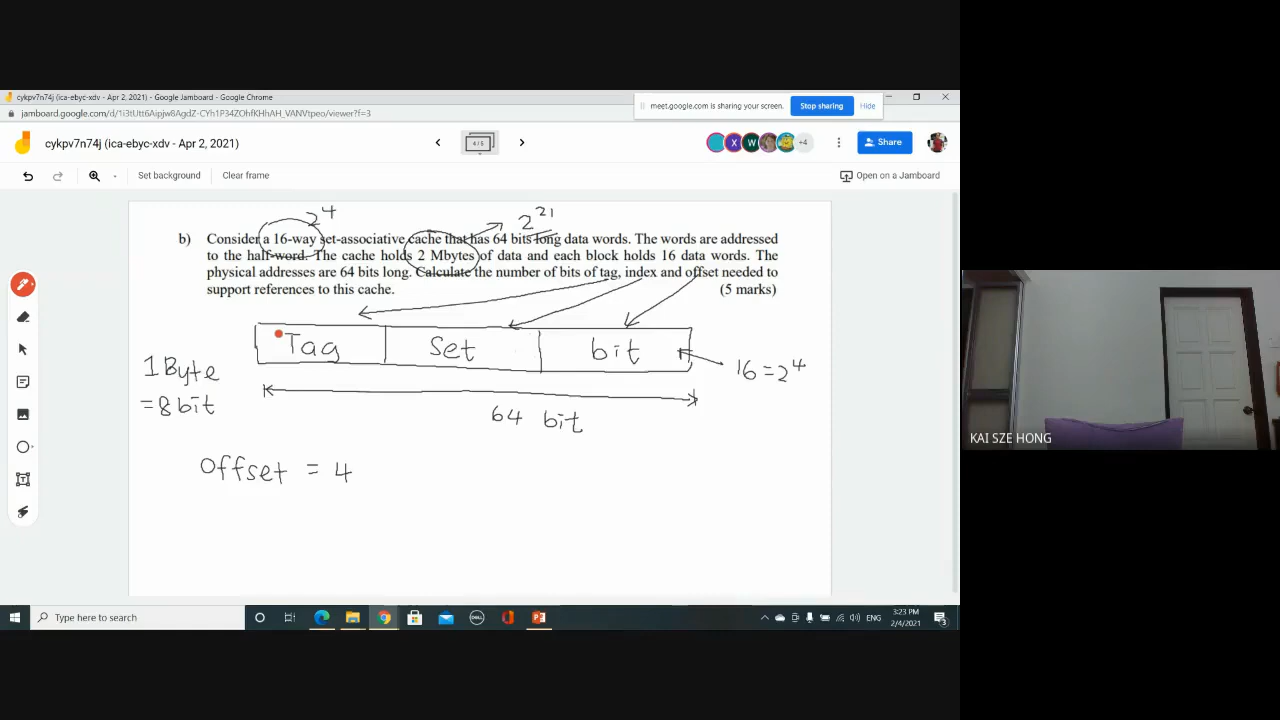 cykpv7n74j (ica-ebyc-xdv - Apr 2, 2021) - Google Jamboard - Google Chrome
meet.google.com is sharing your screen. Stop sharing Hide
cykpv7n74j (ica-ebyc-xdv - Apr 2, 2021)
4 / 5
X W +4
Share
Set background Clear frame
Open on a Jamboard
2^4
2^21
b) Consider a 16-way set-associative cache that has 64 bits long data words. The words are addressed
to the half-word. The cache holds 2 Mbytes of data and each block holds 16 data words. The
physical addresses are 64 bits long. Calculate the number of bits of tag, index and offset needed to
support references to this cache. (5 marks)
Tag Set bit
16 = 2^4
1 Byte
= 8 bit
64 bit
Offset = 4
KAI SZE HONG
Type here to search
DELL
ENG
3:23 PM
2/4/2021
3